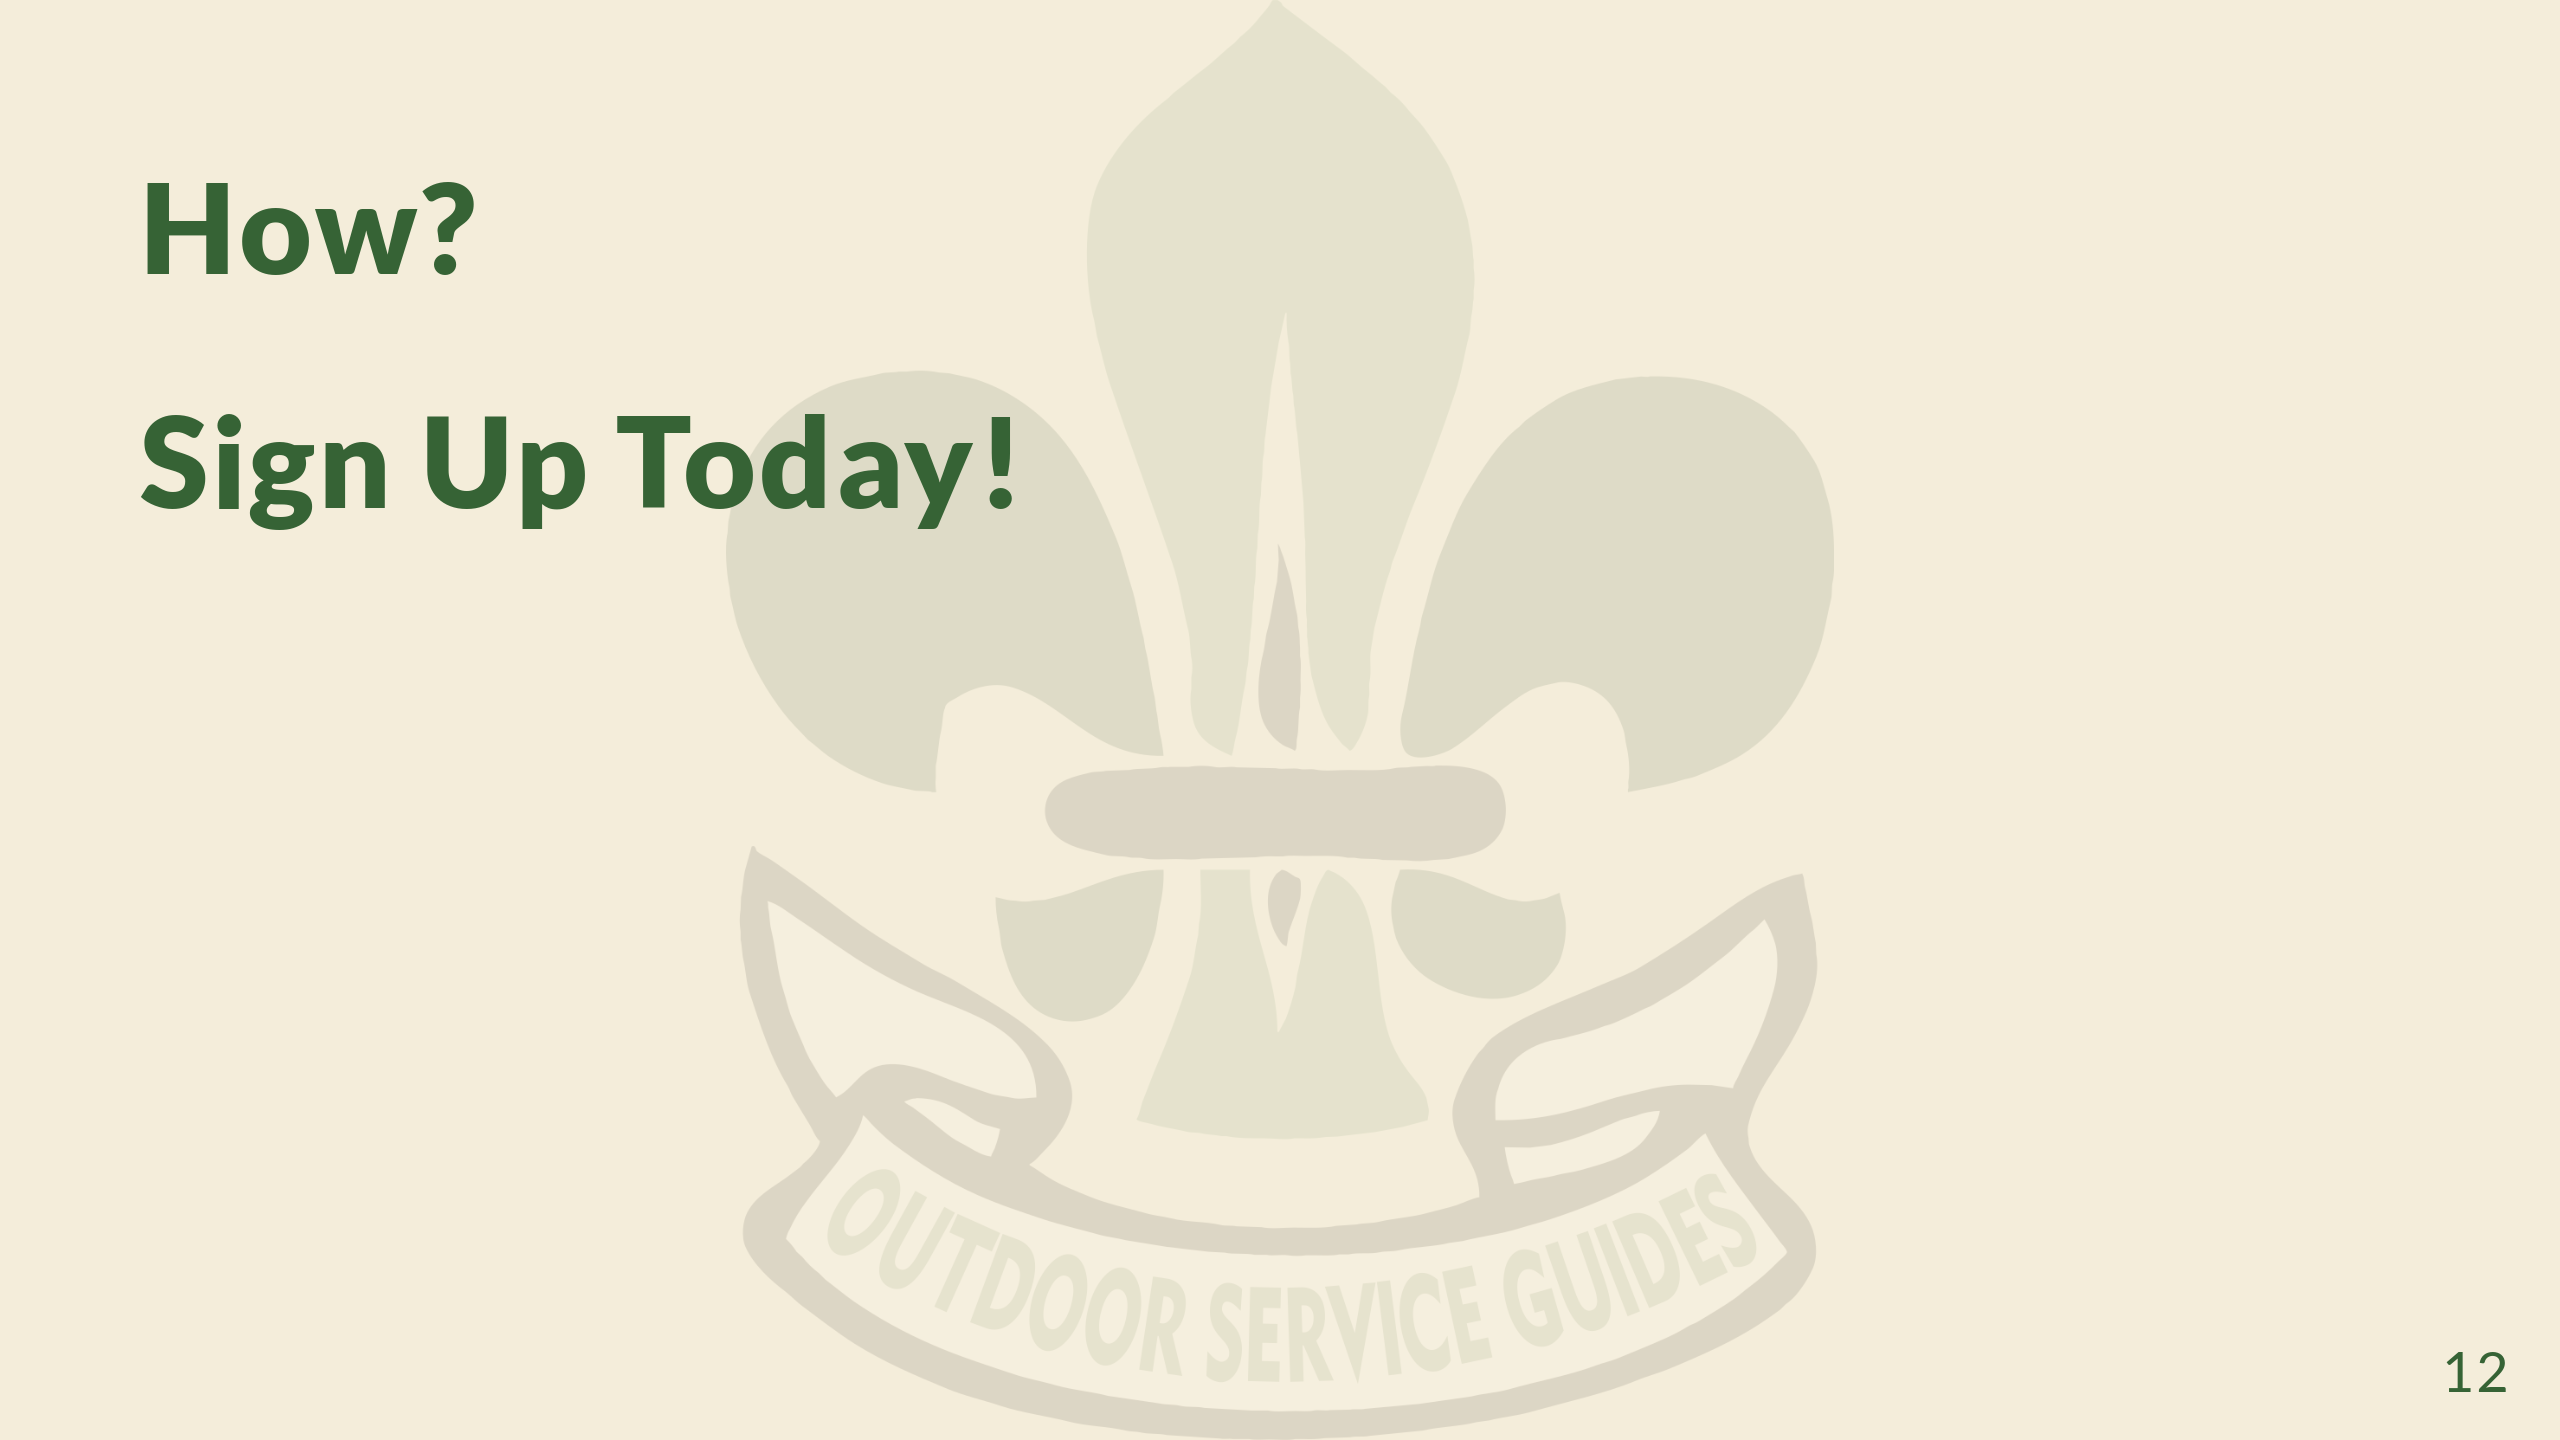 How?
Sign Up Today!
OUTDOOR SERVICE GUIDES
12